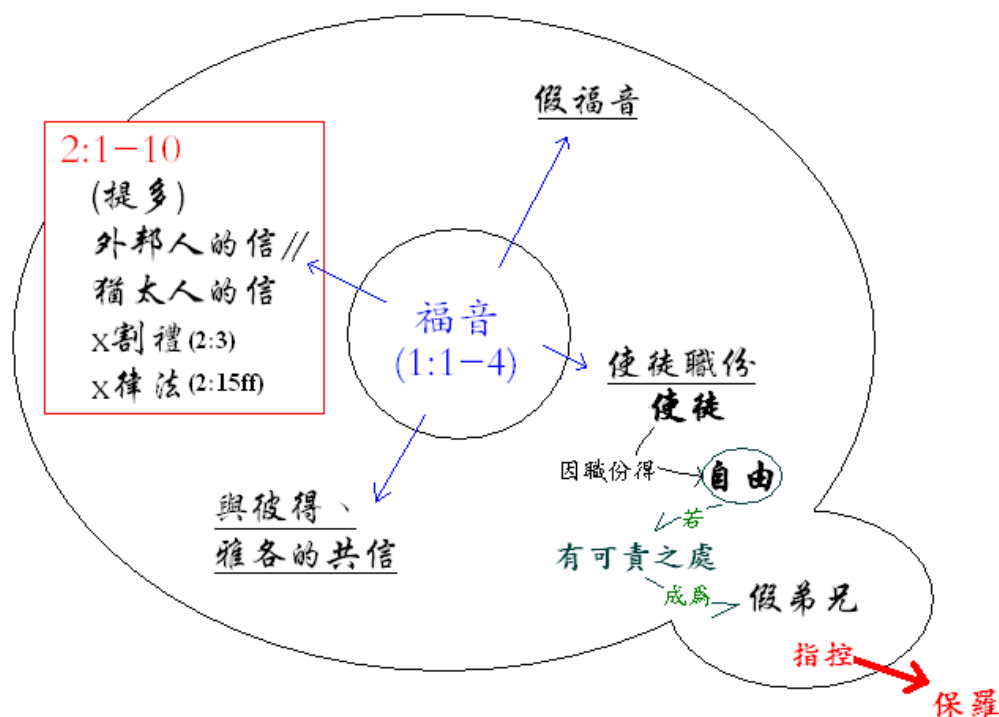 假福音
2:1-10
(提多)
外邦人的信//
猶太人的信
x割禮(2:3)
x律法(2:15ff)
福音
(1:1-4)
使徒職份
使徒
因職份得
自由
若
有可責之處
成為
假弟兄
與彼得、
雅各的共信
指控
保羅